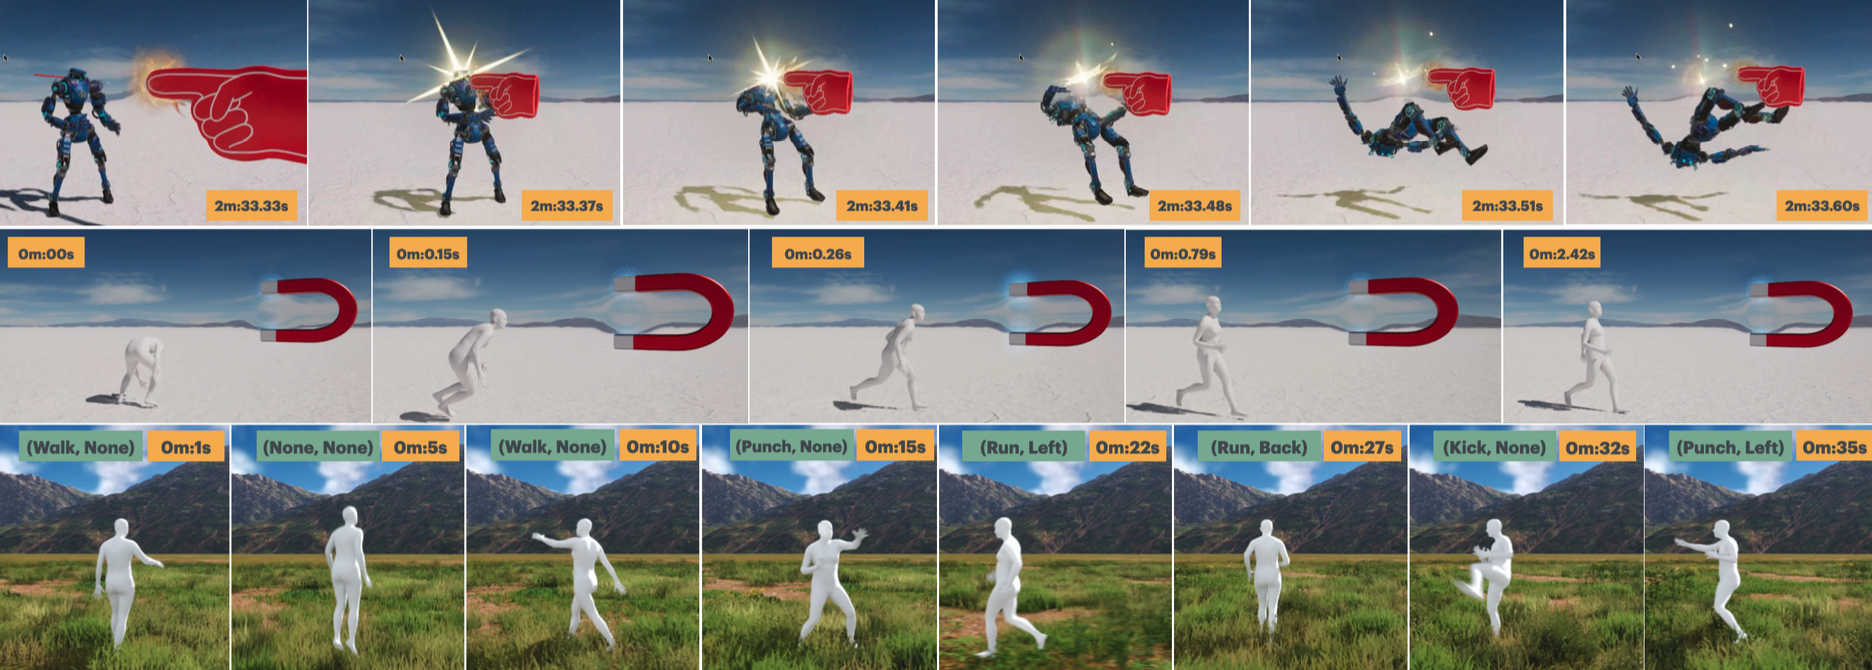 2m:33.33s
2m:33.37s
2m:33.41s
2m:33.48s
2m:33.51s
2m:33.60s
0m:00s
0m:0.15s
0m:0.26s
0m:0.79s
0m:2.42s
(Walk, None) 0m:1s
(None, None) 0m:5s
(Walk, None) 0m:10s
(Punch, None) 0m:15s
(Run, Left) 0m:22s
(Run, Back) 0m:27s
(Kick, None) 0m:32s
(Punch, Left) 0m:35s